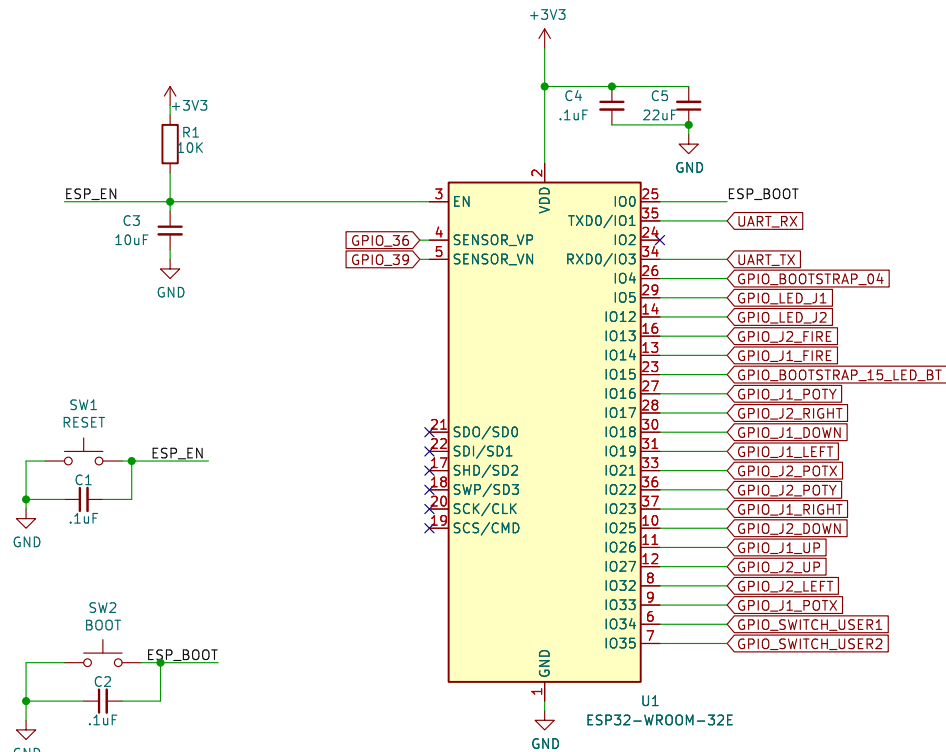 +3V3
C4
.1uF
C5
22uF
GND
+3V3
R1
10K
ESP_EN
C3
10uF
GND
2
VDD
3 EN
4 SENSOR_VP
GPIO_36
5 SENSOR_VN
GPIO_39
21 SDO/SD0
22 SDI/SD1
17 SHD/SD2
18 SWP/SD3
20 SCK/CLK
19 SCS/CMD
IO0 25 ESP_BOOT
TXD0/IO1 35 UART_RX
IO2 24
RXD0/IO3 34 UART_TX
IO4 26 GPIO_BOOTSTRAP_04
IO5 29 GPIO_LED_J1
IO12 14 GPIO_LED_J2
IO13 16 GPIO_J2_FIRE
IO14 13 GPIO_J1_FIRE
IO15 23 GPIO_BOOTSTRAP_15_LED_BT
IO16 27 GPIO_J1_POTY
IO17 28 GPIO_J2_RIGHT
IO18 30 GPIO_J1_DOWN
IO19 31 GPIO_J1_LEFT
IO21 33 GPIO_J2_POTX
IO22 36 GPIO_J2_POTY
IO23 37 GPIO_J1_RIGHT
IO25 10 GPIO_J2_DOWN
IO26 11 GPIO_J1_UP
IO27 12 GPIO_J2_UP
IO32 8 GPIO_J2_LEFT
IO33 9 GPIO_J1_POTX
IO34 6 GPIO_SWITCH_USER1
IO35 7 GPIO_SWITCH_USER2
GND
1
GND
U1
ESP32-WROOM-32E
SW1
RESET
ESP_EN
C1
.1uF
GND
SW2
BOOT
ESP_BOOT
C2
.1uF
GND